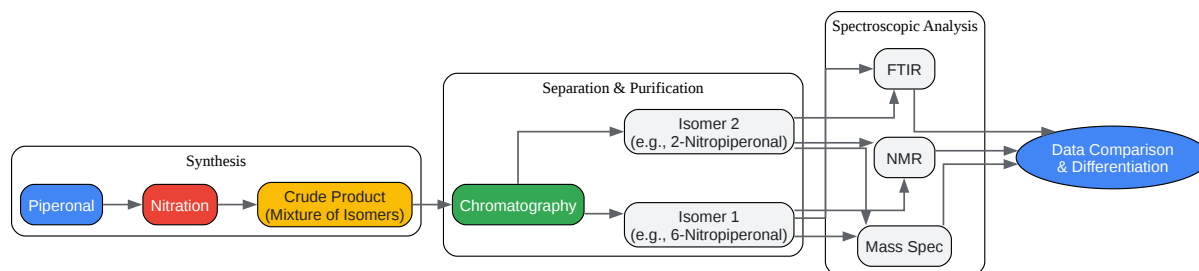 Synthesis
Piperonal
Nitration
Crude Product
(Mixture of Isomers)
Separation & Purification
Chromatography
Isomer 2
(e.g., 2-Nitropiperonal)
Isomer 1
(e.g., 6-Nitropiperonal)
Spectroscopic Analysis
FTIR
NMR
Mass Spec
Data Comparison
& Differentiation